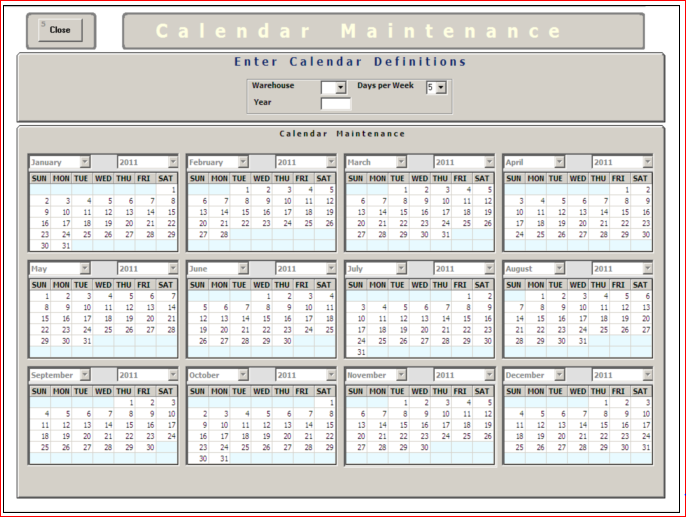 S
Close
Calendar Maintenance
Enter Calendar Definitions
Warehouse Days per Week 5
Year
Calendar Maintenance
January 2011 February 2011 March 2011 April 2011
SUN MON TUE WED THU FRI SAT SUN MON TUE WED THU FRI SAT SUN MON TUE WED THU FRI SAT SUN MON TUE WED THU FRI SAT
1 1 2 3 4 5 1 2 3 4 5 1 2
2 3 4 5 6 7 8 6 7 8 9 10 11 12 6 7 8 9 10 11 12 3 4 5 6 7 8 9
9 10 11 12 13 14 15 13 14 15 16 17 18 19 13 14 15 16 17 18 19 10 11 12 13 14 15 16
16 17 18 19 20 21 22 20 21 22 23 24 25 26 20 21 22 23 24 25 26 17 18 19 20 21 22 23
23 24 25 26 27 28 29 27 28 27 28 29 30 31 24 25 26 27 28 29 30
30 31
May 2011 June 2011 July 2011 August 2011
SUN MON TUE WED THU FRI SAT SUN MON TUE WED THU FRI SAT SUN MON TUE WED THU FRI SAT SUN MON TUE WED THU FRI SAT
1 2 3 4 5 6 7 1 2 3 4 1 2 1 2 3 4 5 6
8 9 10 11 12 13 14 5 6 7 8 9 10 11 3 4 5 6 7 8 9 7 8 9 10 11 12 13
15 16 17 18 19 20 21 12 13 14 15 16 17 18 10 11 12 13 14 15 16 14 15 16 17 18 19 20
22 23 24 25 26 27 28 19 20 21 22 23 24 25 17 18 19 20 21 22 23 21 22 23 24 25 26 27
29 30 31 26 27 28 29 30 24 25 26 27 28 29 30 28 29 30 31
31
September 2011 October 2011 November 2011 December 2011
SUN MON TUE WED THU FRI SAT SUN MON TUE WED THU FRI SAT SUN MON TUE WED THU FRI SAT SUN MON TUE WED THU FRI SAT
1 2 3 1 1 2 3 4 5 1 2 3
4 5 6 7 8 9 10 2 3 4 5 6 7 8 6 7 8 9 10 11 12 4 5 6 7 8 9 10
11 12 13 14 15 16 17 9 10 11 12 13 14 15 13 14 15 16 17 18 19 11 12 13 14 15 16 17
18 19 20 21 22 23 24 16 17 18 19 20 21 22 20 21 22 23 24 25 26 18 19 20 21 22 23 24
25 26 27 28 29 30 23 24 25 26 27 28 29 27 28 29 30 25 26 27 28 29 30 31
30 31